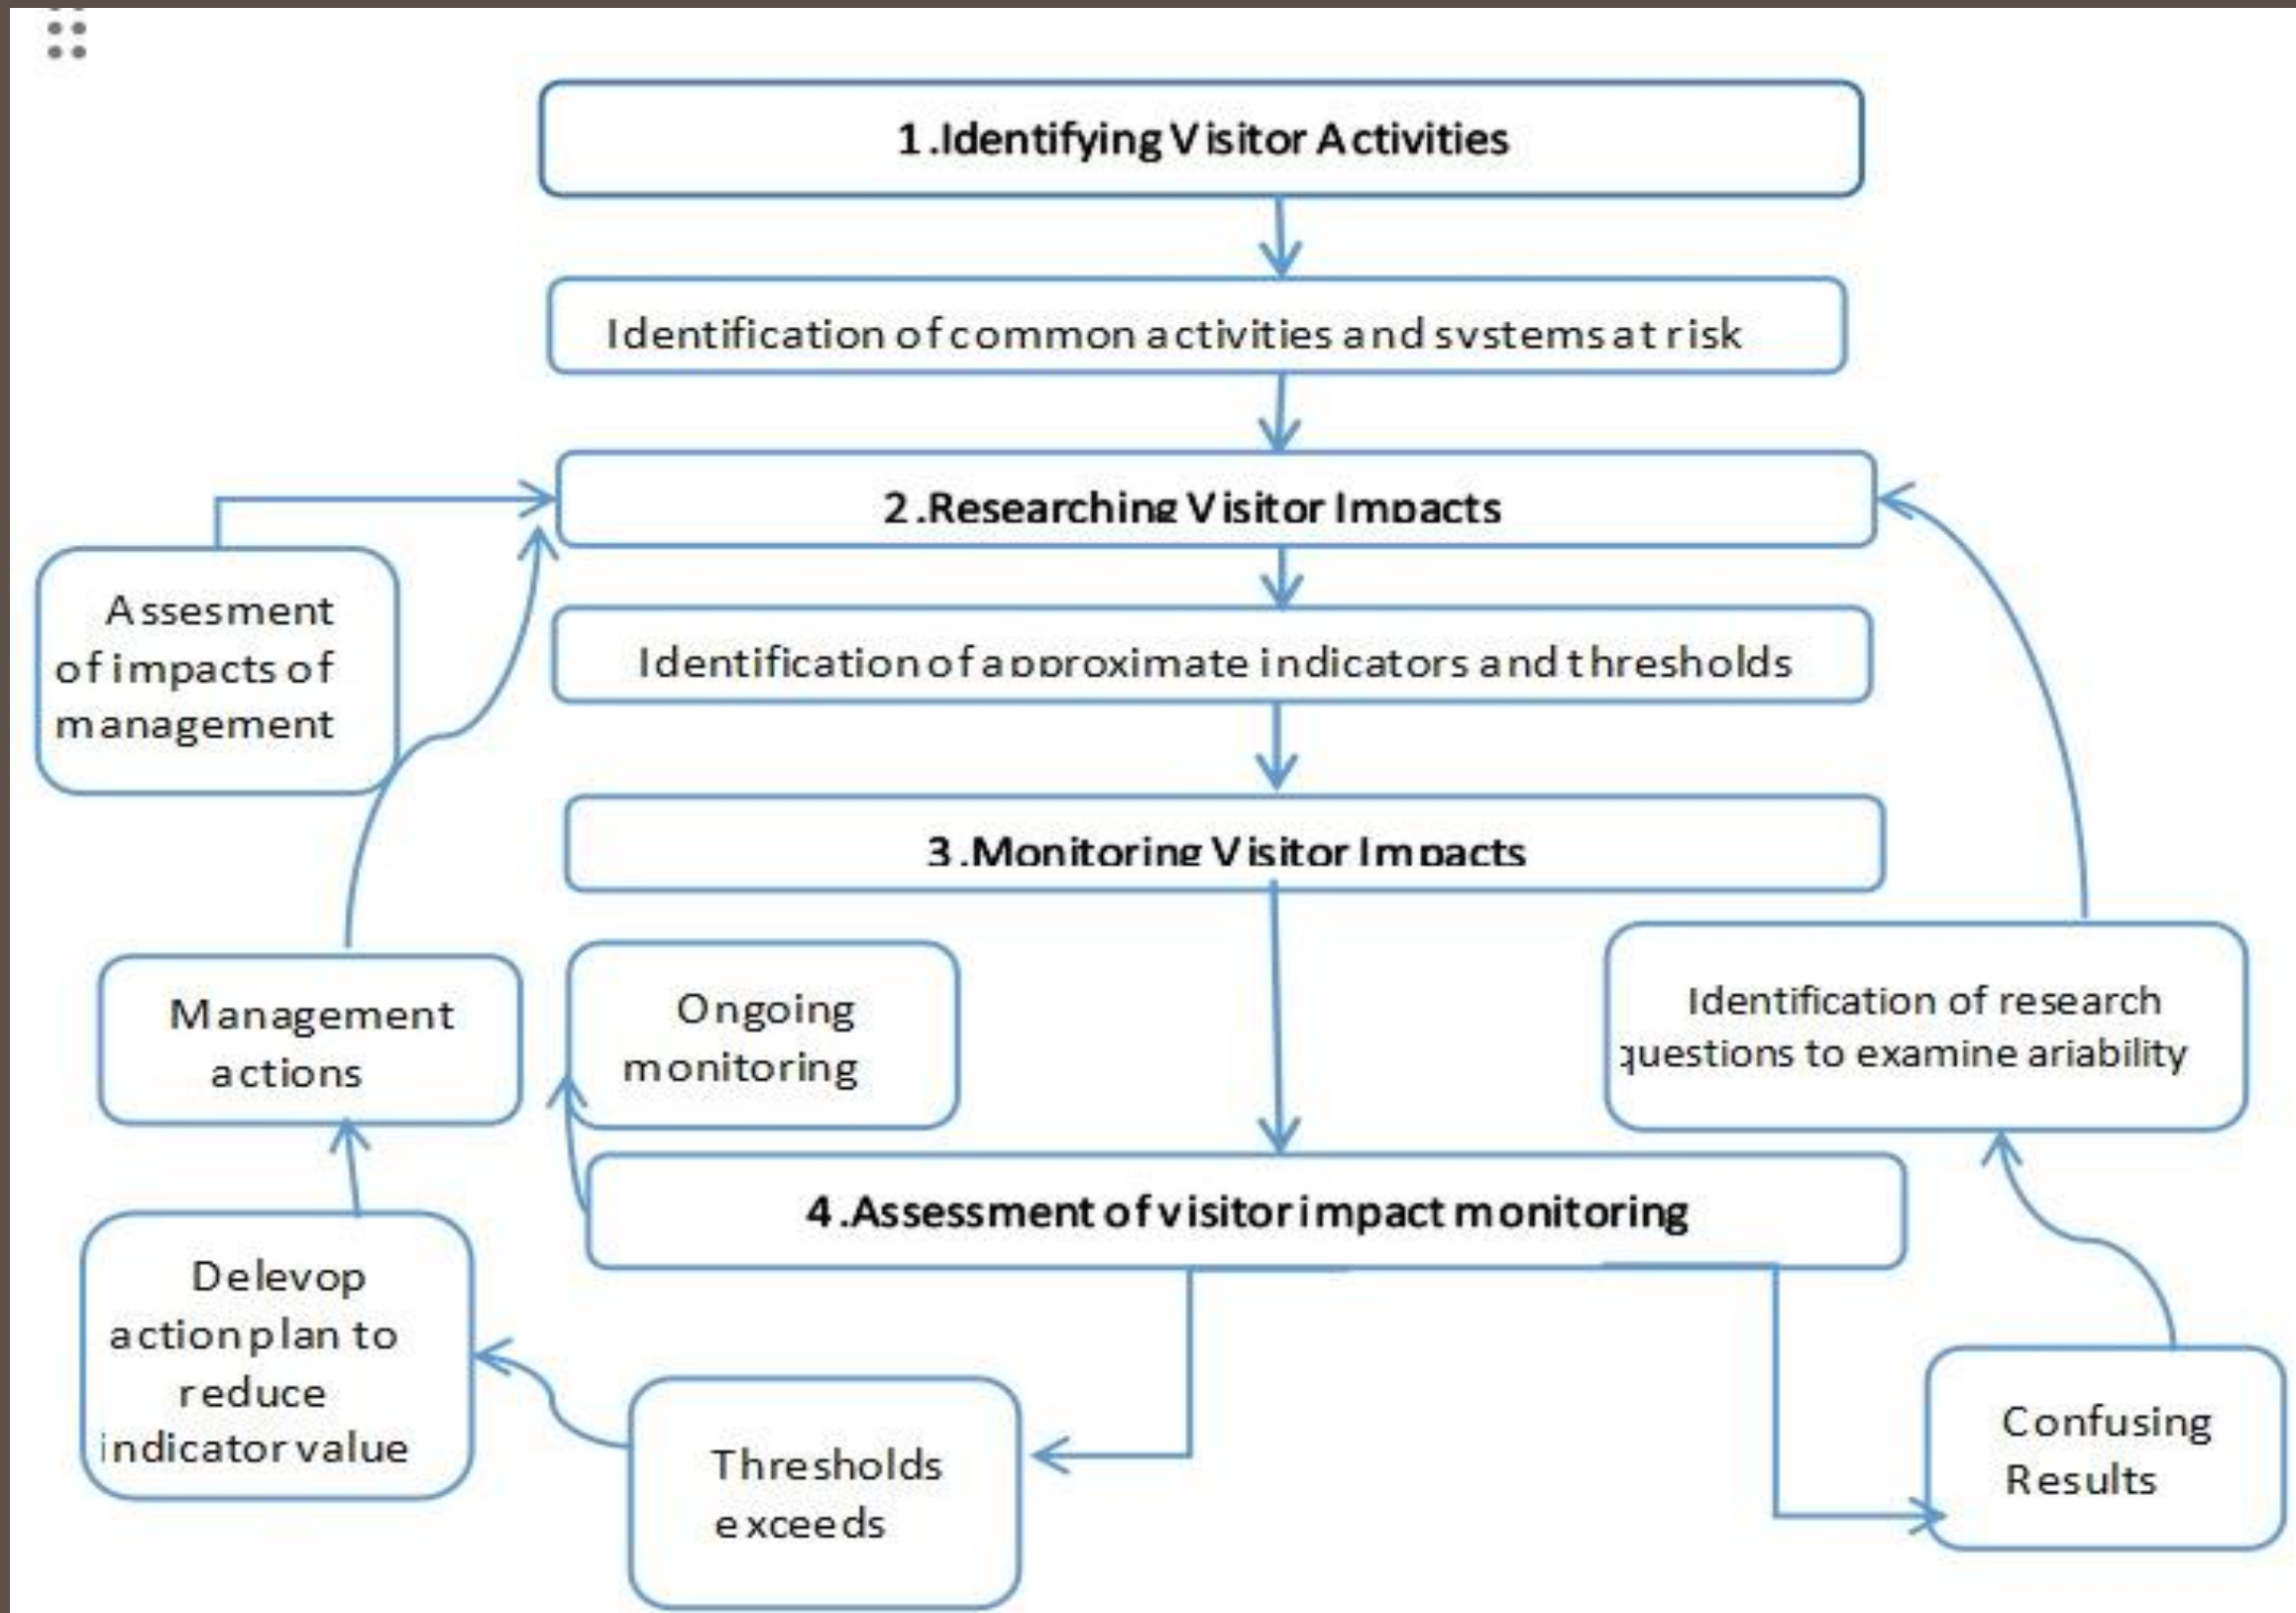 1.Identifying Visitor Activities
Identification of common activities and systems at risk
2.Researching Visitor Impacts
Assesment
of impacts of
management
Identification of approximate indicators and thresholds
3.Monitoring Visitor Impacts
Management
actions
Ongoing
monitoring
Identification of research
questions to examine ariability
4.Assessment of visitor impact monitoring
Delevop
action plan to
reduce
indicator value
Thresholds
exceeds
Confusing
Results